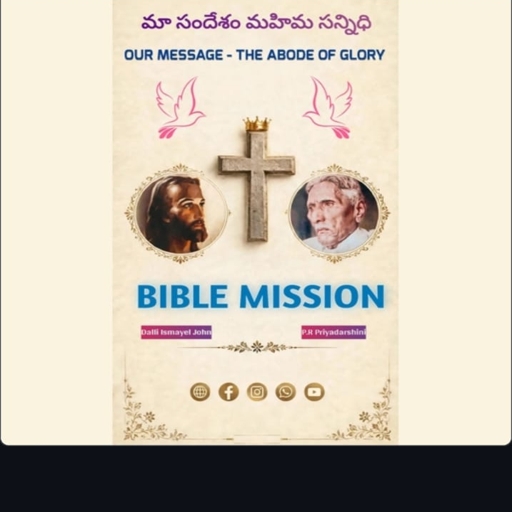 మా సందేశం మహిమ సన్నిధి
OUR MESSAGE - THE ABODE OF GLORY
BIBLE MISSION
Dalli Ismayel John
P.R Priyadarshini